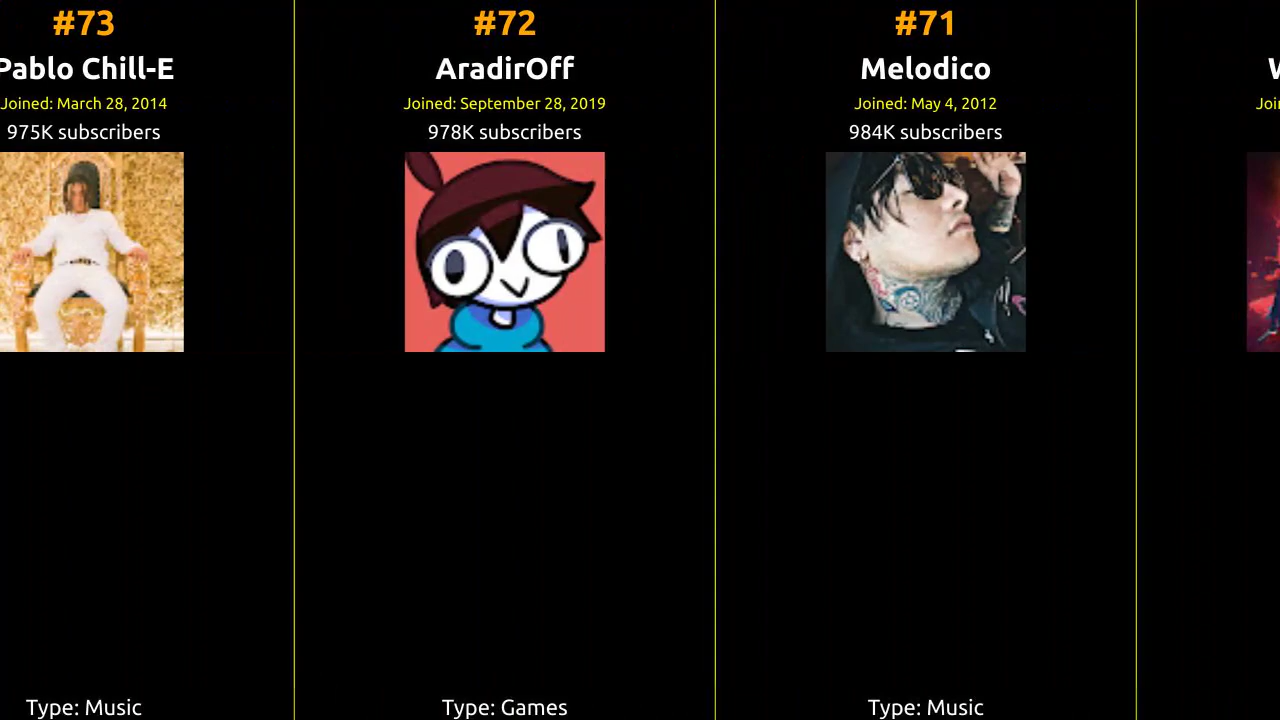 #73
Pablo Chill-E
Joined: March 28, 2014
975K subscribers
Type: Music
#72
AradirOff
Joined: September 28, 2019
978K subscribers
Type: Games
#71
Melodico
Joined: May 4, 2012
984K subscribers
Type: Music